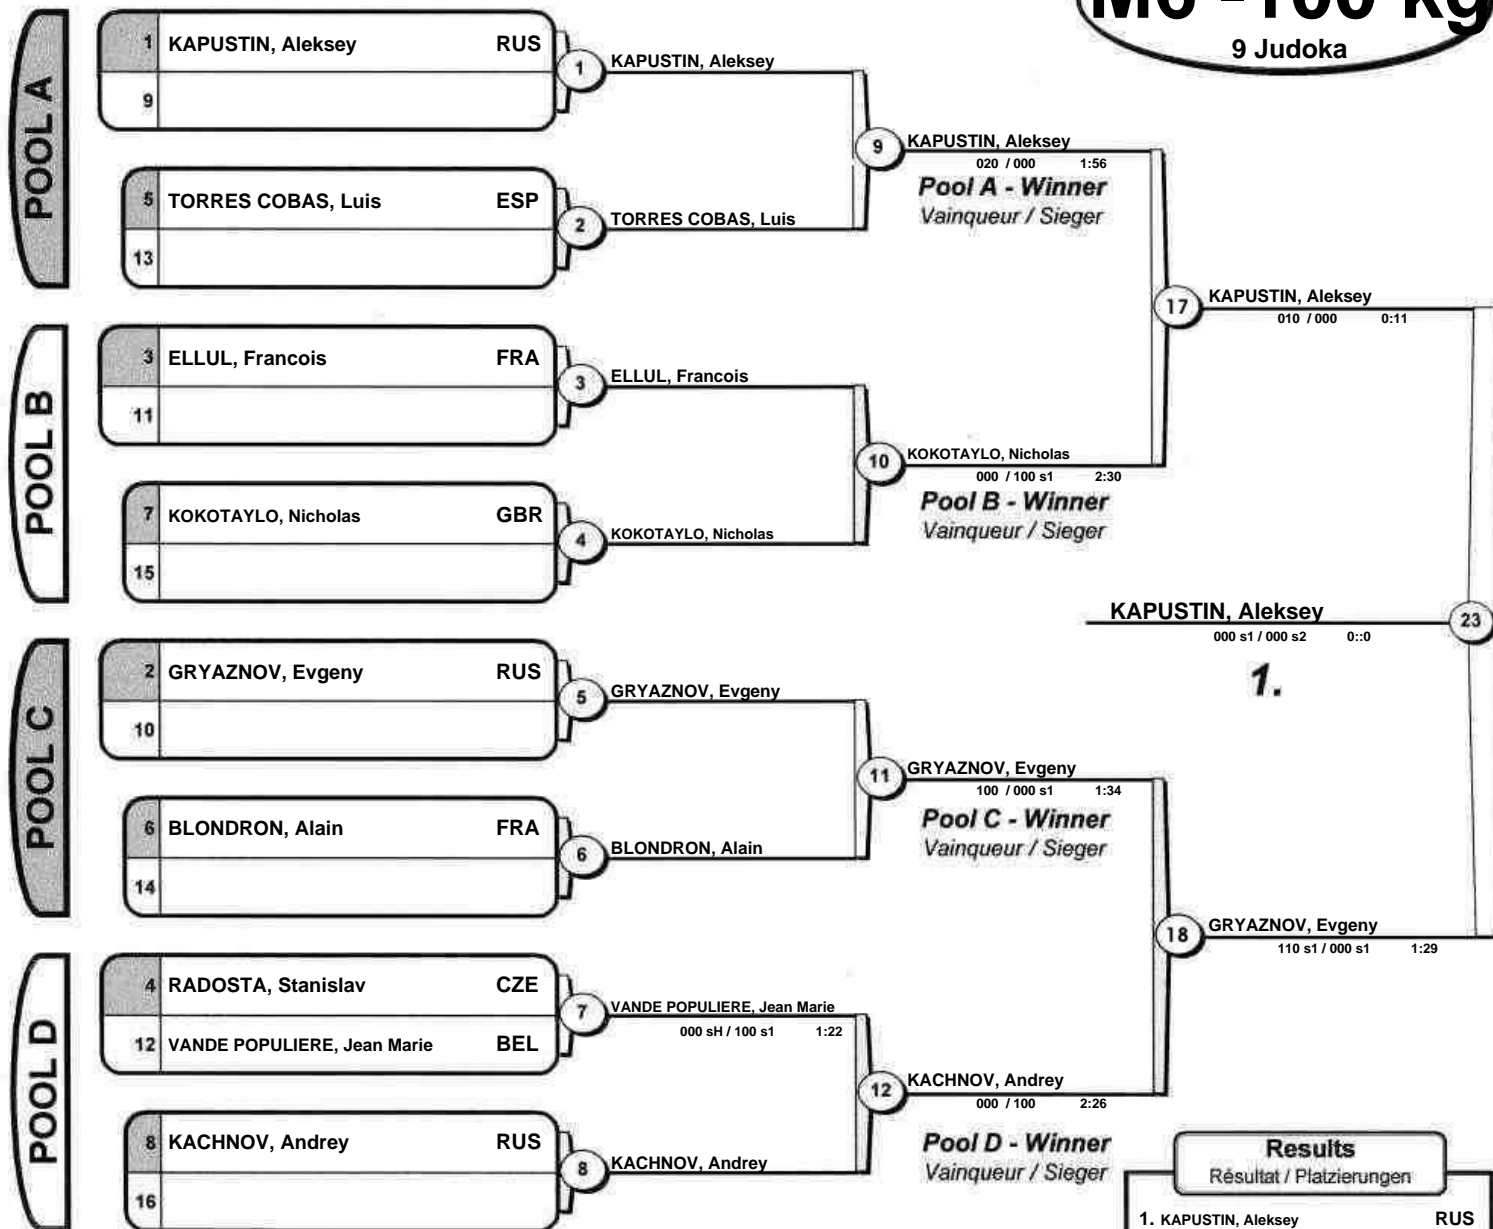 M6 -100 kg
9 Judoka
POOL A
1 KAPUSTIN, Aleksey RUS
9
5 TORRES COBAS, Luis ESP
13
1 KAPUSTIN, Aleksey
2 TORRES COBAS, Luis
9 KAPUSTIN, Aleksey
020 / 000 1:56
Pool A - Winner
Vainqueur / Sieger
POOL B
3 ELLUL, Francois FRA
11
7 KOKOTAYLO, Nicholas GBR
15
3 ELLUL, Francois
4 KOKOTAYLO, Nicholas
10 KOKOTAYLO, Nicholas
000 / 100 s1 2:30
Pool B - Winner
Vainqueur / Sieger
17 KAPUSTIN, Aleksey
010 / 000 0:11
KAPUSTIN, Aleksey 23
000 s1 / 000 s2 0::0
1.
POOL C
2 GRYAZNOV, Evgeny RUS
10
6 BLONDRON, Alain FRA
14
5 GRYAZNOV, Evgeny
6 BLONDRON, Alain
11 GRYAZNOV, Evgeny
100 / 000 s1 1:34
Pool C - Winner
Vainqueur / Sieger
18 GRYAZNOV, Evgeny
110 s1 / 000 s1 1:29
POOL D
4 RADOSTA, Stanislav CZE
12 VANDE POPULIERE, Jean Marie BEL
8 KACHNOV, Andrey RUS
16
7 VANDE POPULIERE, Jean Marie
000 sH / 100 s1 1:22
8 KACHNOV, Andrey
12 KACHNOV, Andrey
000 / 100 2:26
Pool D - Winner
Vainqueur / Sieger
Results
Résultat / Platzierungen
1. KAPUSTIN, Aleksey RUS